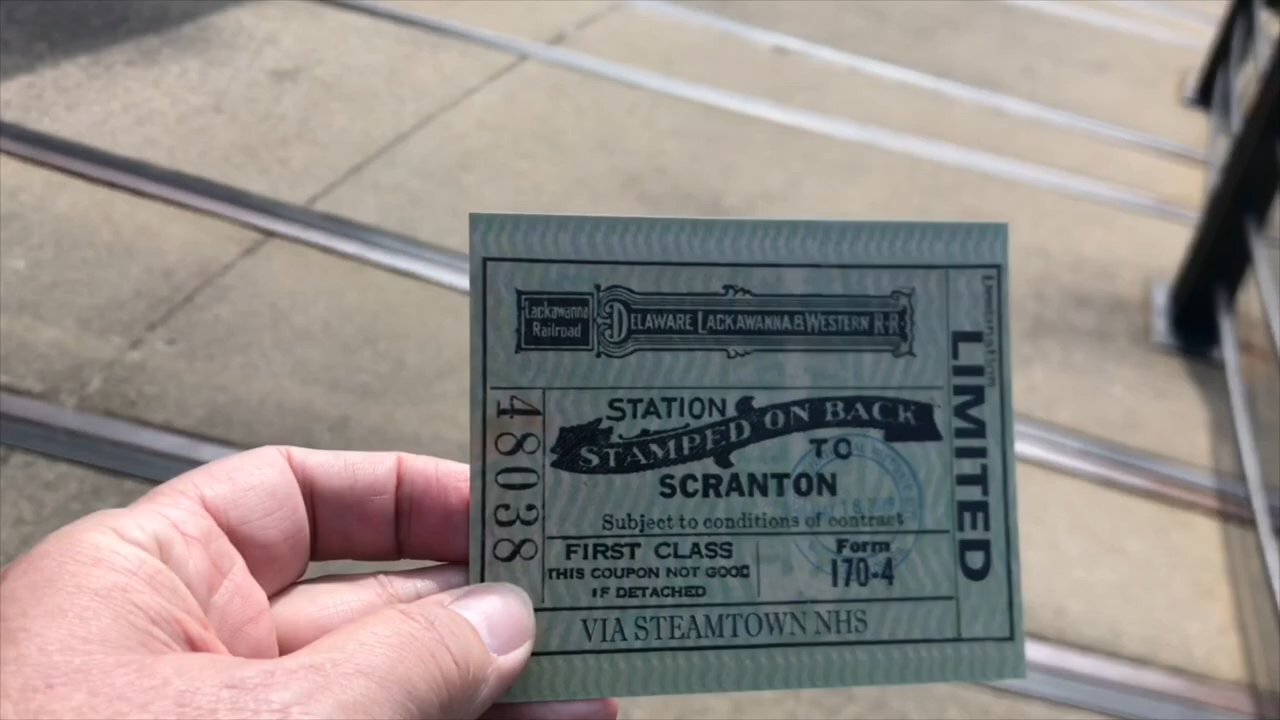 Lackawanna
Railroad
DELAWARE LACKAWANNA & WESTERN R.R.
LIMITED
48038
STATION
STAMPED ON BACK
TO
SCRANTON
Subject to conditions of contract
FIRST CLASS
THIS COUPON NOT GOOD
IF DETACHED
Form
170-4
VIA STEAMTOWN NHS